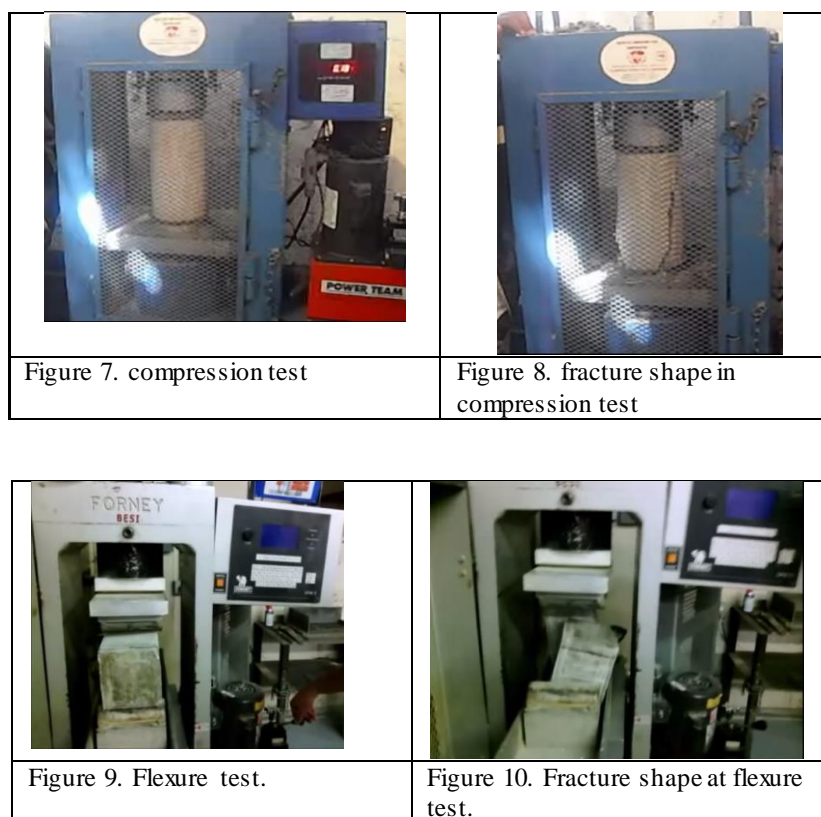 POWER TEAM
Figure 7. compression test
Figure 8. fracture shape in
compression test
FORNEY
BESI
Figure 9. Flexure test.
Figure 10. Fracture shape at flexure
test.